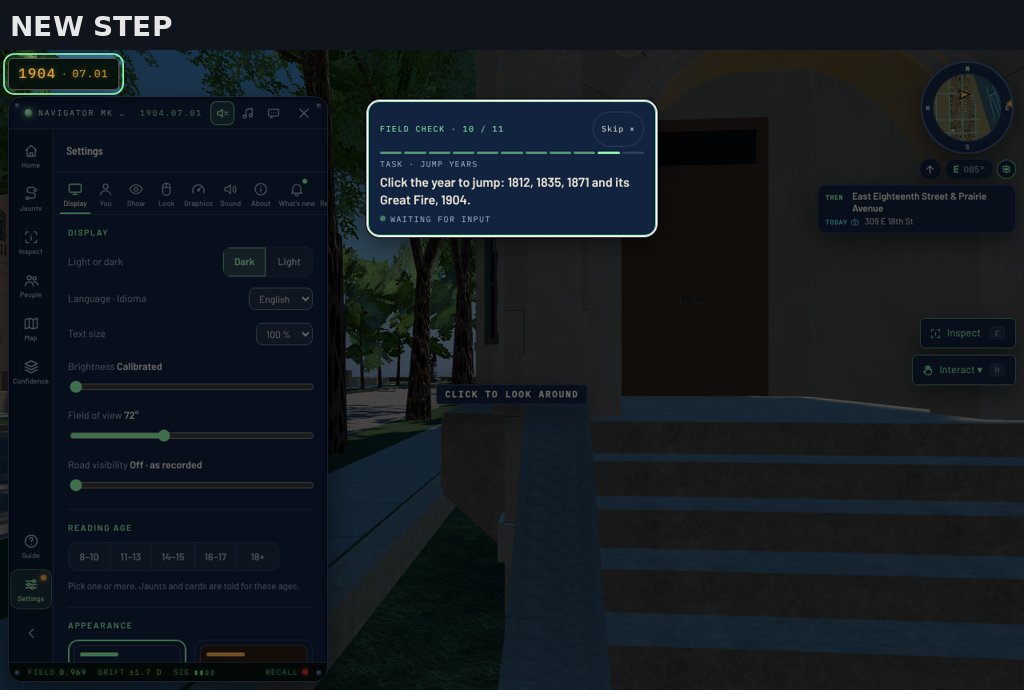 NEW STEP
1904 · 07.01
NAVIGATOR MK …
1904.07.01
Settings
Home
Jaunts
Inspect
People
Map
Confidence
Guide
Settings
Display
You
Show
Look
Graphics
Sound
About
What's new
DISPLAY
Light or dark
Dark
Light
Language · Idioma
English
Text size
100 %
Brightness Calibrated
Field of view 72°
Road visibility Off · as recorded
READING AGE
8–10
11–13
14–15
16–17
18+
Pick one or more. Jaunts and cards are told for these ages.
APPEARANCE
FIELD 0.969
DRIFT ±1.7 D
SIG
RECALL
FIELD CHECK · 10 / 11
Skip ×
TASK · JUMP YEARS
Click the year to jump: 1812, 1835, 1871 and its
Great Fire, 1904.
WAITING FOR INPUT
CLICK TO LOOK AROUND
N
W
S
E 085°
THEN East Eighteenth Street & Prairie
Avenue
TODAY 309 E 18th St
Inspect E
Interact ▾ R